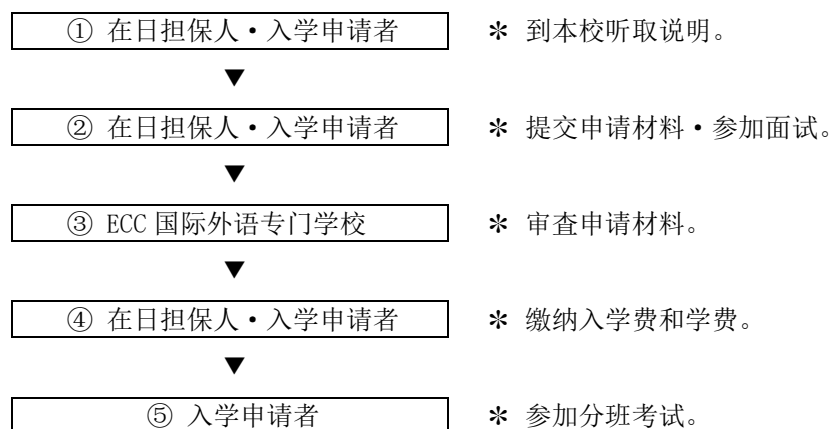 ① 在日担保人・入学申请者 ＊ 到本校听取说明。
▼
② 在日担保人・入学申请者 ＊ 提交申请材料・参加面试。
▼
③ ECC 国际外语专门学校 ＊ 审查申请材料。
▼
④ 在日担保人・入学申请者 ＊ 缴纳入学费和学费。
▼
⑤ 入学申请者 ＊ 参加分班考试。